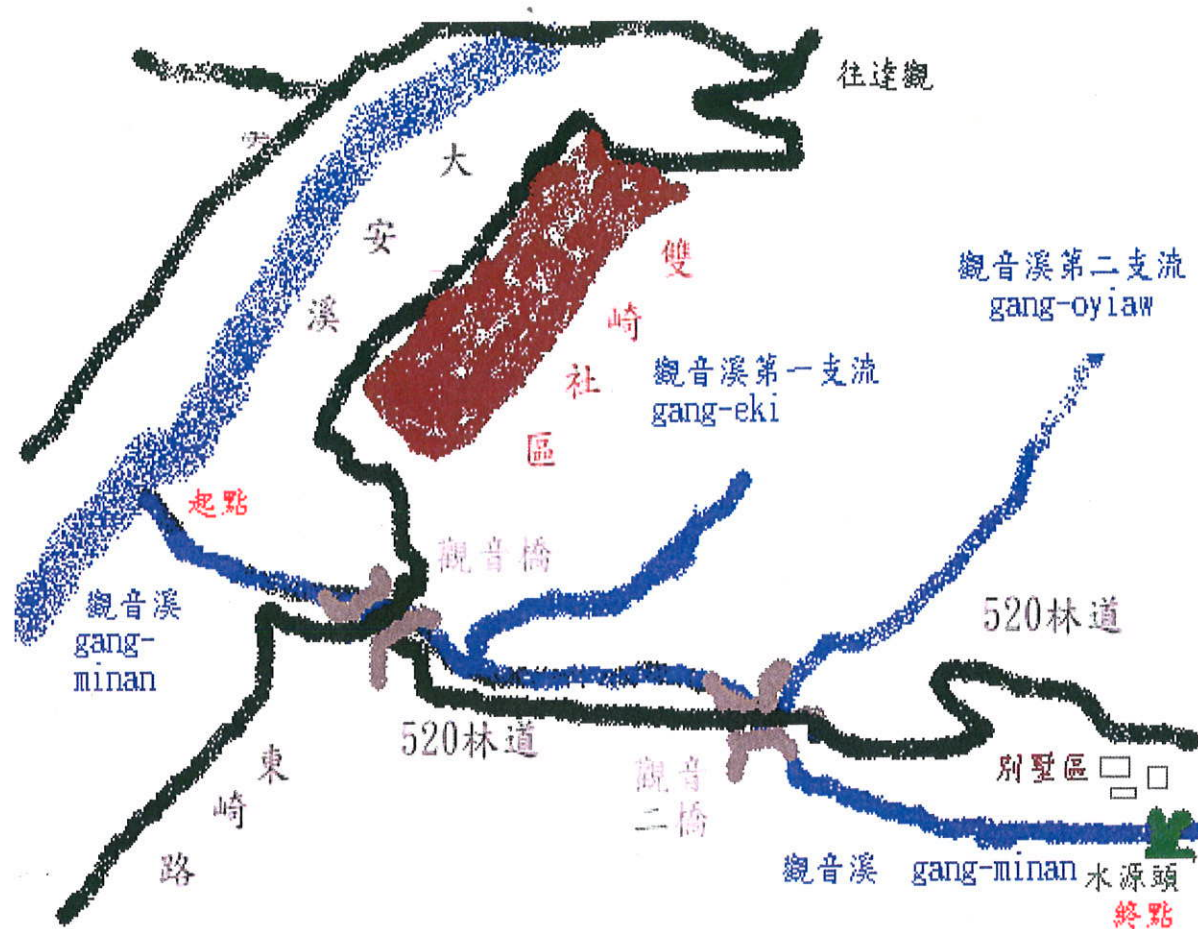 往達觀
大安溪
雙崎社區
觀音溪第二支流
gang-oyiaw
觀音溪第一支流
gang-eki
起點
觀音橋
觀音溪
gang-
minan
520林道
520林道
東崎路
觀音
二橋
別墅區
觀音溪 gang-minan
水源頭
終點